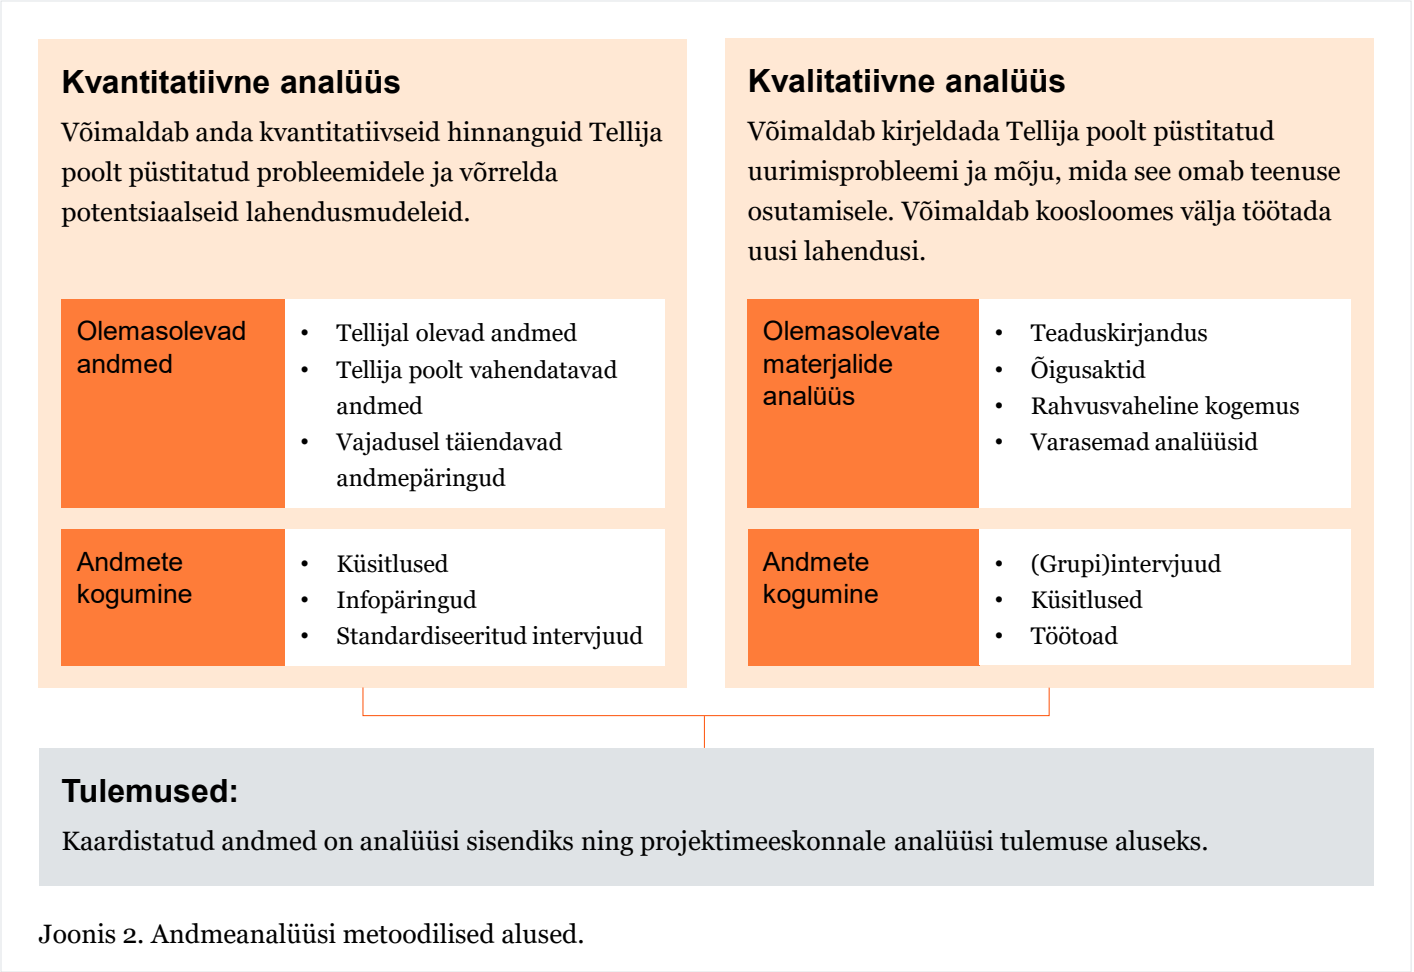 Kvantitatiivne analüüs
Võimaldab anda kvantitatiivseid hinnanguid Tellija
poolt püstitatud probleemidele ja võrrelda
potentsiaalseid lahendusmudeleid.
Olemasolevad
andmed
• Tellijal olevad andmed
• Tellija poolt vahendatavad
andmed
• Vajadusel täiendavad
andmepäringud
Andmete
kogumine
• Küsitlused
• Infopäringud
• Standardiseeritud intervjuud
Kvalitatiivne analüüs
Võimaldab kirjeldada Tellija poolt püstitatud
uurimisprobleemi ja mõju, mida see omab teenuse
osutamisele. Võimaldab koosloomes välja töötada
uusi lahendusi.
Olemasolevate
materjalide
analüüs
• Teaduskirjandus
• Õigusaktid
• Rahvusvaheline kogemus
• Varasemad analüüsid
Andmete
kogumine
• (Grupi)intervjuud
• Küsitlused
• Töötoad
Tulemused:
Kaardistatud andmed on analüüsi sisendiks ning projektimeeskonnale analüüsi tulemuse aluseks.
Joonis 2. Andmeanalüüsi metoodilised alused.